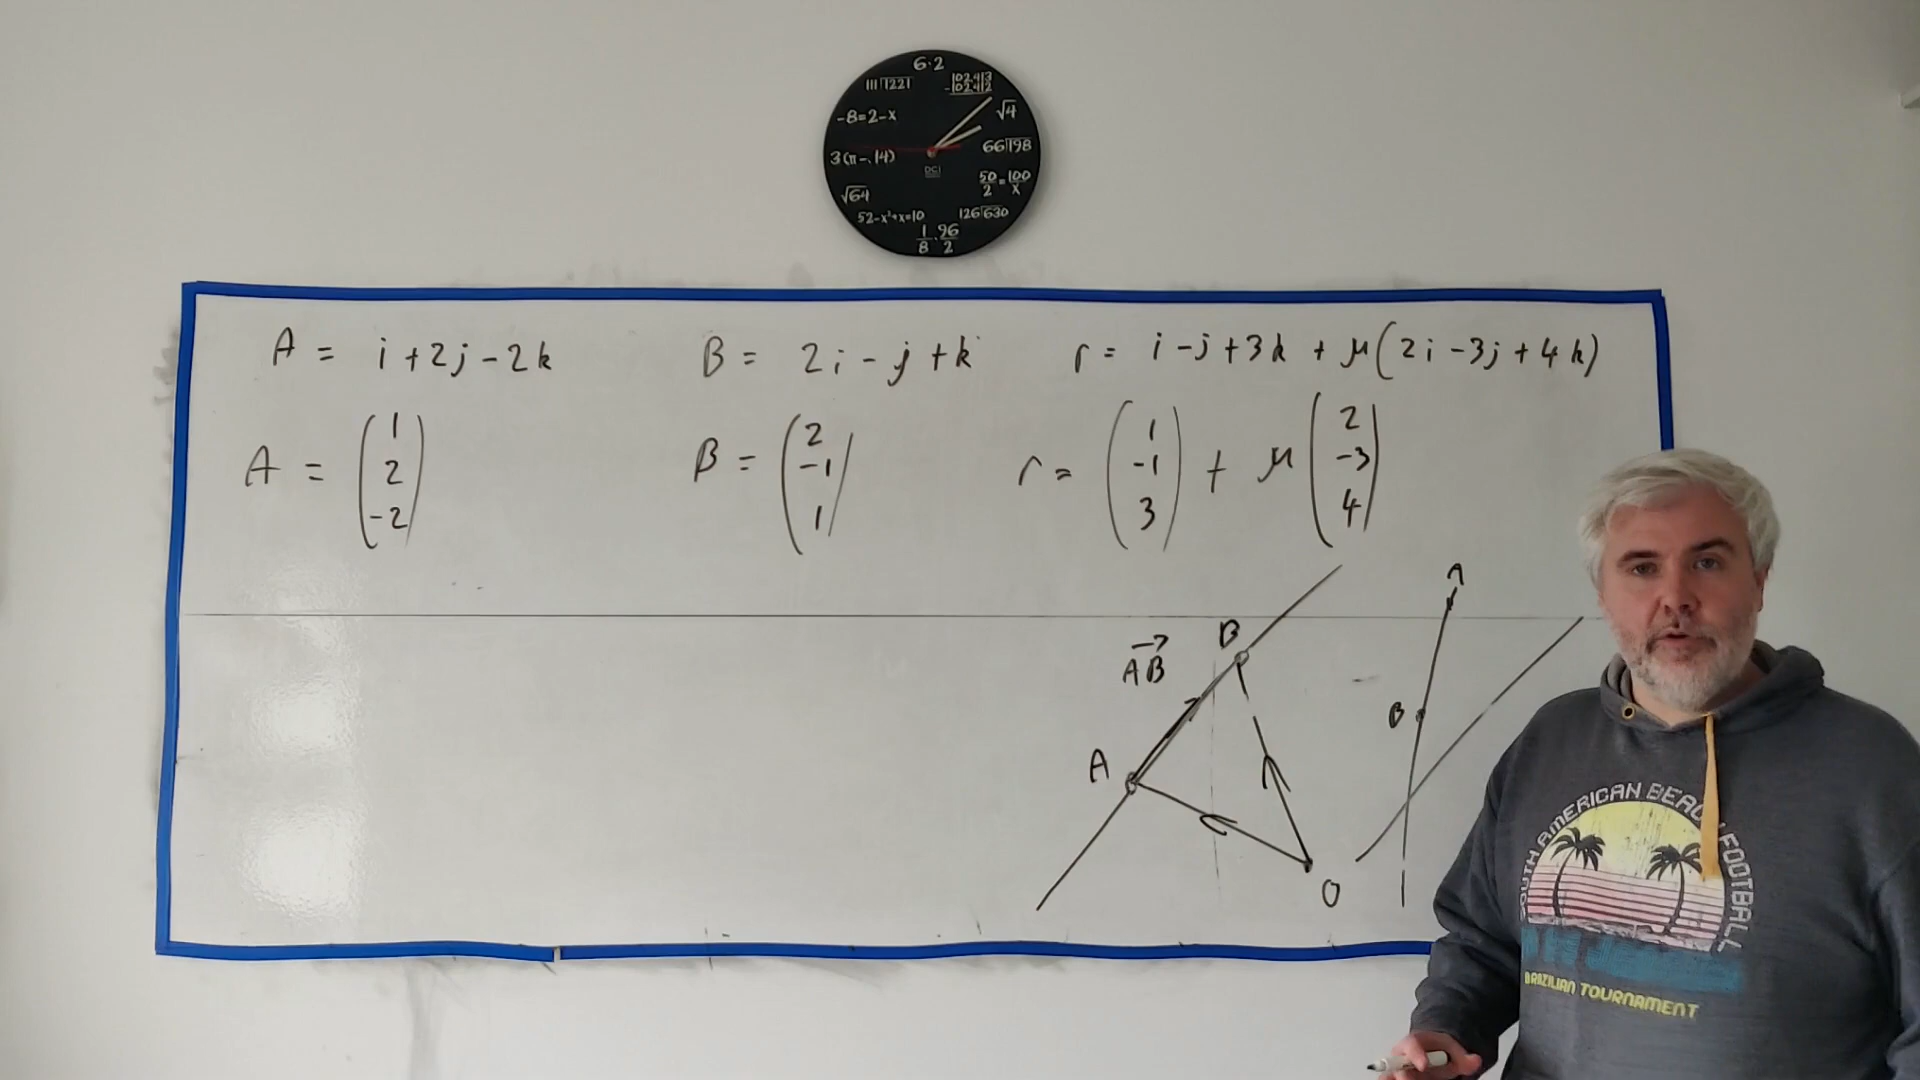 6·2
111⟌1221
102,413
-102,412
-8=2-x
√4
3(π-.14)
66⟌198
DCI
50/2=100/x
√64
52-x²+x=10
126⟌630
1/8·96/2
A = i + 2j - 2k
B = 2i - j + k
r = i - j + 3k + μ(2i - 3j + 4k)
A = (1 2 -2)
B = (2 -1 1)
r = (1 -1 3) + μ (2 -3 4)
A
B
AB→
B
A
O
SOUTH AMERICAN BEACH FOOTBALL
BRAZILIAN TOURNAMENT